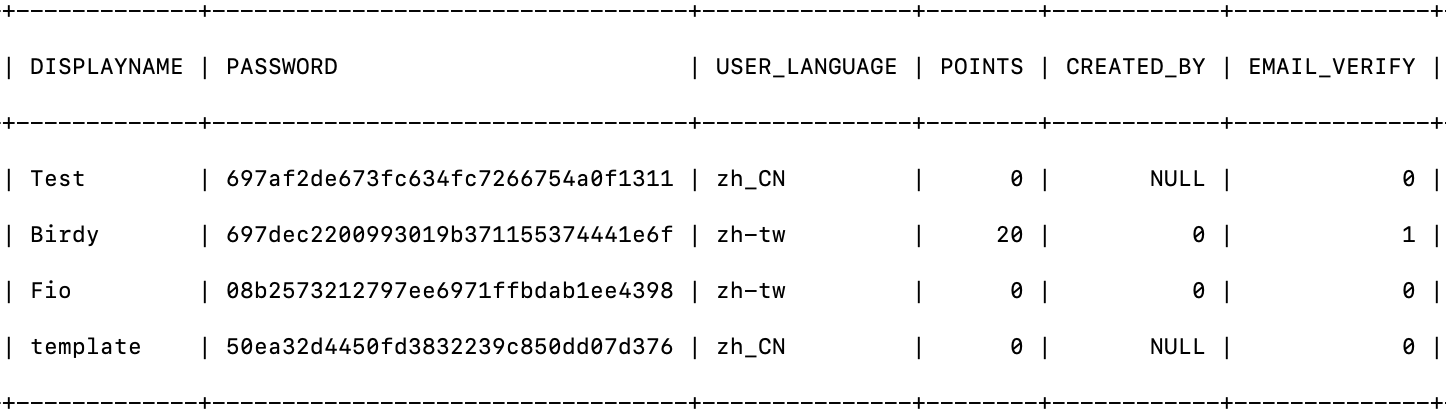 +-------------+----------------------------------+---------------+--------+------------+--------------+
| DISPLAYNAME | PASSWORD                         | USER_LANGUAGE | POINTS | CREATED_BY | EMAIL_VERIFY |
+-------------+----------------------------------+---------------+--------+------------+--------------+
| Test        | 697af2de673fc634fc7266754a0f1311 | zh_CN         |      0 |       NULL |            0 |
| Birdy       | 697dec2200993019b371155374441e6f | zh-tw         |     20 |          0 |            1 |
| Fio         | 08b2573212797ee6971ffbdab1ee4398 | zh-tw         |      0 |          0 |            0 |
| template    | 50ea32d4450fd3832239c850dd07d376 | zh_CN         |      0 |       NULL |            0 |
+-------------+----------------------------------+---------------+--------+------------+--------------+